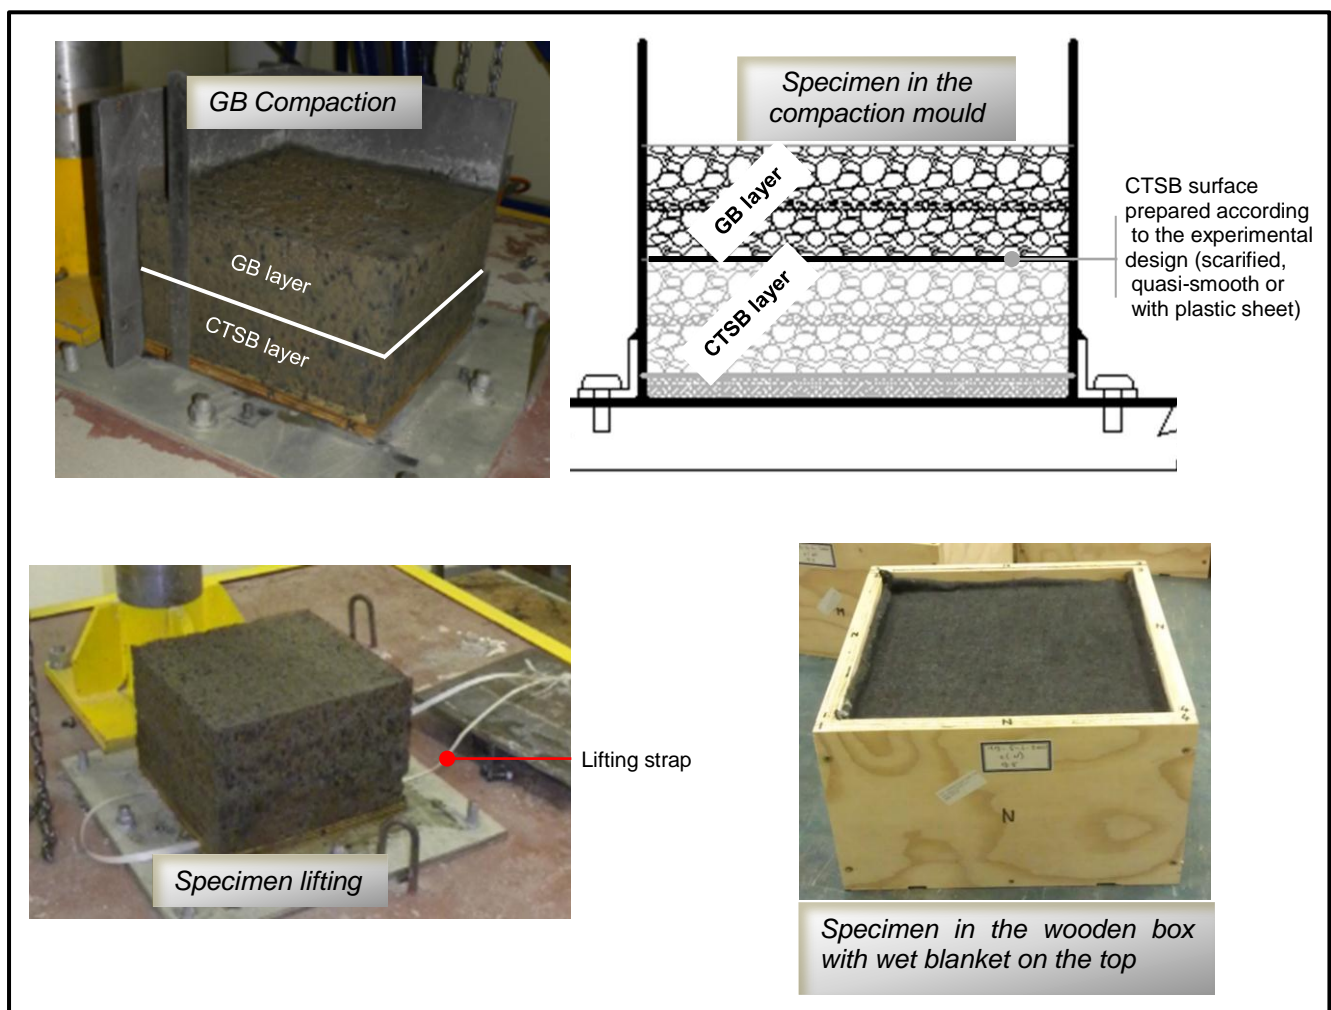 GB Compaction
GB layer
CTSB layer
Specimen in the
compaction mould
GB layer
CTSB layer
CTSB surface
prepared according
to the experimental
design (scarified,
quasi-smooth or
with plastic sheet)
Lifting strap
Specimen lifting
N
Specimen in the wooden box
with wet blanket on the top